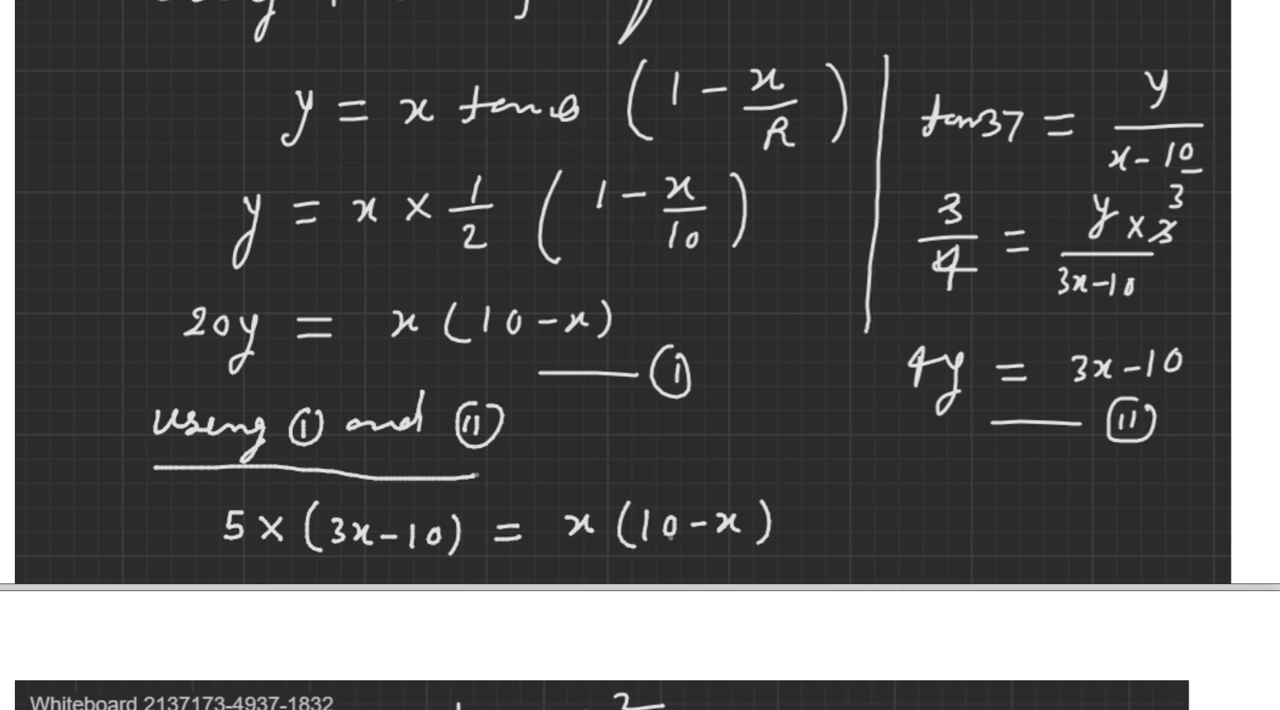 y = x tanθ (1 - x/R)
y = x × 1/2 (1 - x/10)
20y = x(10-x)
—— (i)
using (i) and (ii)
5×(3x-10) = x(10-x)
tan37 = y/(x - 10/3)
3/4 = y×3/(3x-10)
4y = 3x-10
—— (ii)
Whiteboard 2137173-4937-1832